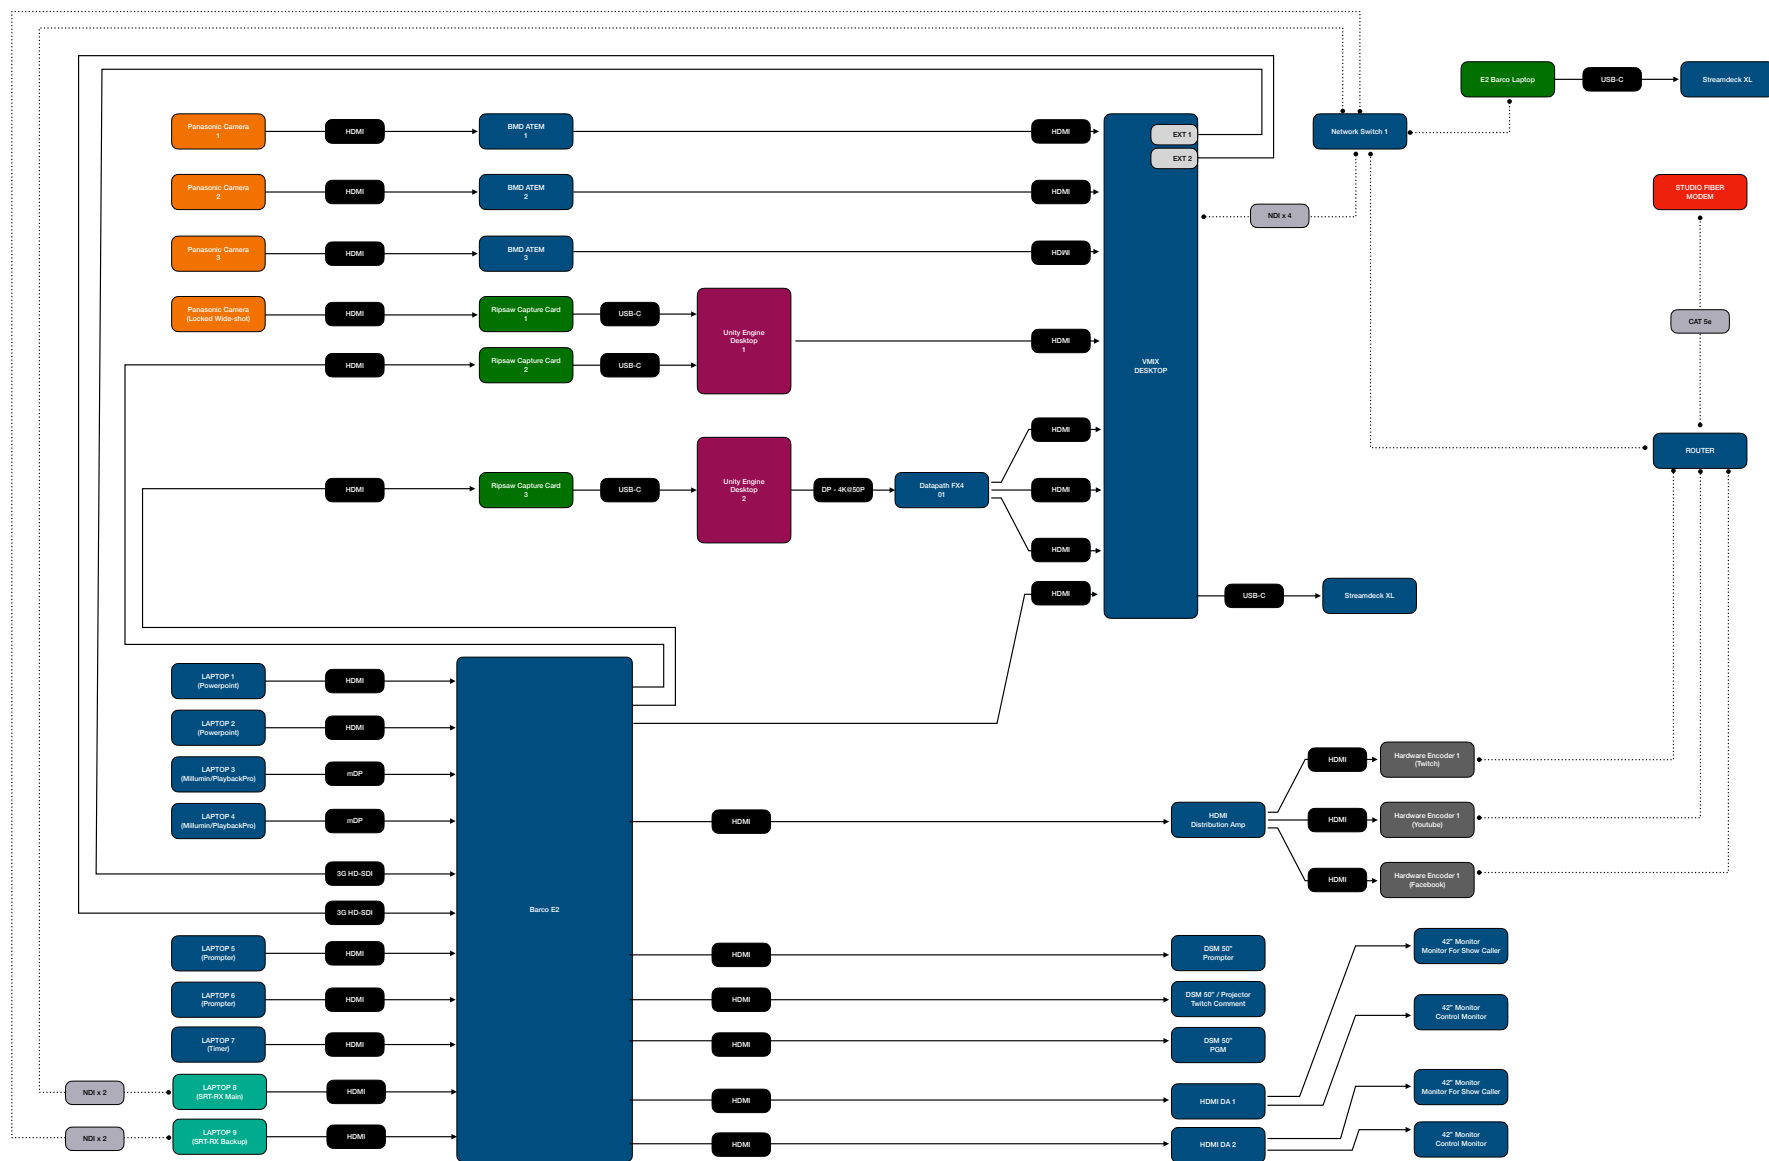 E2 Barco Laptop
USB-C
Streamdeck XL
Panasonic Camera
1
HDMI
BMD ATEM
1
HDMI
EXT 1
EXT 2
Network Switch 1
Panasonic Camera
2
HDMI
BMD ATEM
2
HDMI
STUDIO FIBER
MODEM
NDI x 4
Panasonic Camera
3
HDMI
BMD ATEM
3
HDMI
Panasonic Camera
(Locked Wide-shot)
HDMI
Ripsaw Capture Card
1
USB-C
Unity Engine
Desktop
1
HDMI
CAT 5e
HDMI
Ripsaw Capture Card
2
USB-C
VMIX
DESKTOP
HDMI
ROUTER
HDMI
Ripsaw Capture Card
3
USB-C
Unity Engine
Desktop
2
DP - 4K@50P
Datapath FX4
01
HDMI
HDMI
HDMI
USB-C
Streamdeck XL
LAPTOP 1
(Powerpoint)
HDMI
LAPTOP 2
(Powerpoint)
HDMI
LAPTOP 3
(Millumin/PlaybackPro)
mDP
HDMI
Hardware Encoder 1
(Twitch)
LAPTOP 4
(Millumin/PlaybackPro)
mDP
HDMI
HDMI
Distribution Amp
HDMI
Hardware Encoder 1
(Youtube)
3G HD-SDI
HDMI
Hardware Encoder 1
(Facebook)
3G HD-SDI
Barco E2
LAPTOP 5
(Prompter)
HDMI
HDMI
DSM 50"
Prompter
42" Monitor
Monitor For Show Caller
LAPTOP 6
(Prompter)
HDMI
HDMI
DSM 50" / Projector
Twitch Comment
42" Monitor
Control Monitor
LAPTOP 7
(Timer)
HDMI
HDMI
DSM 50"
PGM
NDI x 2
LAPTOP 8
(SRT-RX Main)
HDMI
HDMI
HDMI DA 1
42" Monitor
Monitor For Show Caller
NDI x 2
LAPTOP 9
(SRT-RX Backup)
HDMI
HDMI
HDMI DA 2
42" Monitor
Control Monitor